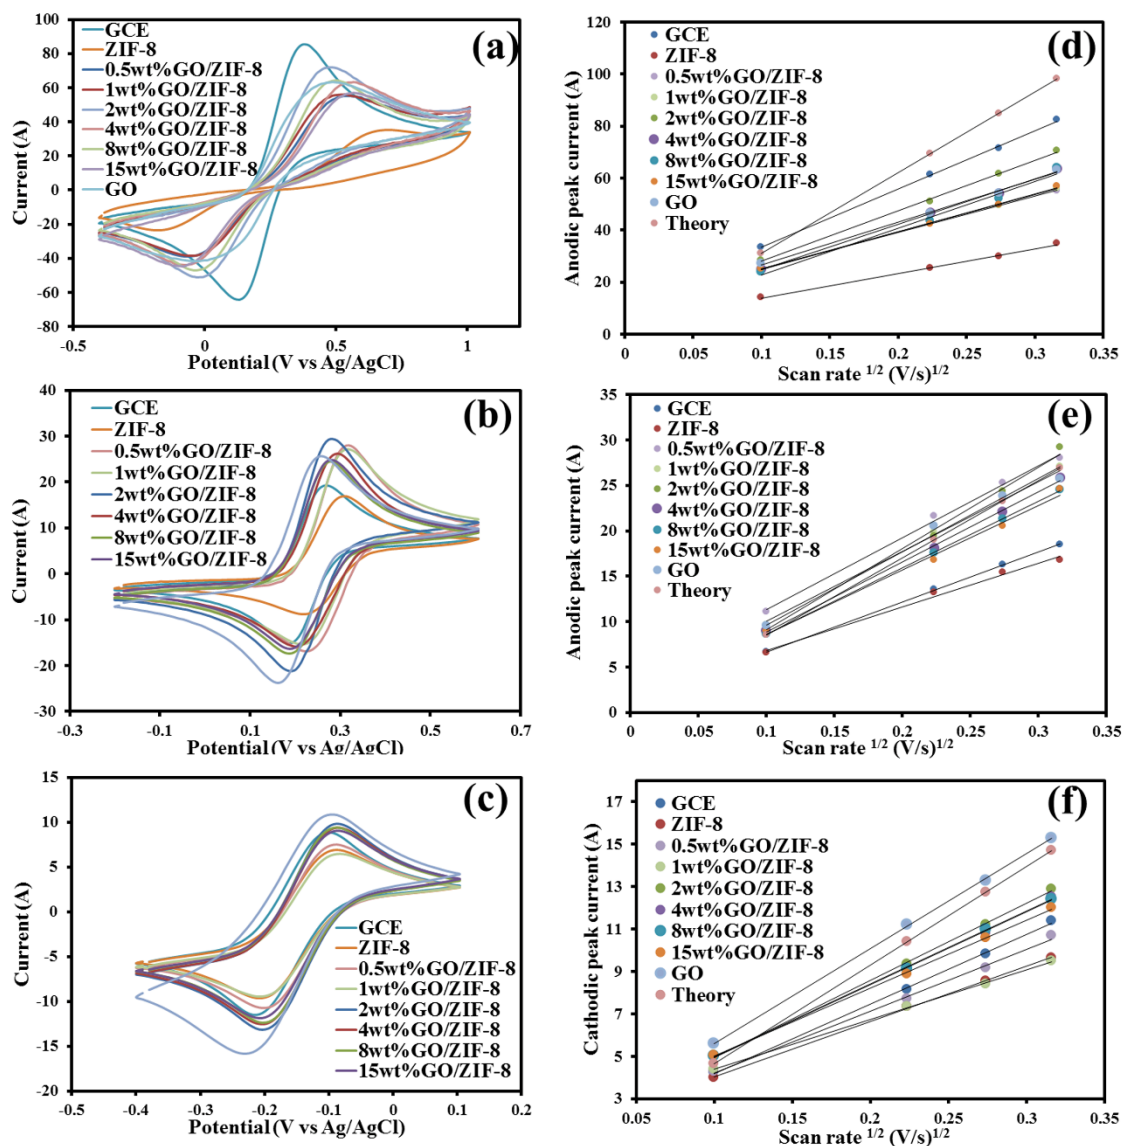 (a)
Current (A)
100
80
60
40
20
0
-20
-40
-60
-80
-0.5
0
0.5
1
Potential (V vs Ag/AgCl)
GCE
ZIF-8
0.5wt%GO/ZIF-8
1wt%GO/ZIF-8
2wt%GO/ZIF-8
4wt%GO/ZIF-8
8wt%GO/ZIF-8
15wt%GO/ZIF-8
GO
(d)
Anodic peak current (A)
120
100
80
60
40
20
0
0
0.05
0.1
0.15
0.2
0.25
0.3
0.35
Scan rate 1/2 (V/s)1/2
GCE
ZIF-8
0.5wt%GO/ZIF-8
1wt%GO/ZIF-8
2wt%GO/ZIF-8
4wt%GO/ZIF-8
8wt%GO/ZIF-8
15wt%GO/ZIF-8
GO
Theory
(b)
Current (A)
40
30
20
10
0
-10
-20
-30
-0.3
-0.1
0.1
0.3
0.5
0.7
Potential (V vs Ag/AgCl)
GCE
ZIF-8
0.5wt%GO/ZIF-8
1wt%GO/ZIF-8
2wt%GO/ZIF-8
4wt%GO/ZIF-8
8wt%GO/ZIF-8
15wt%GO/ZIF-8
(e)
Anodic peak current (A)
35
30
25
20
15
10
5
0
0
0.05
0.1
0.15
0.2
0.25
0.3
0.35
Scan rate 1/2 (V/s)1/2
GCE
ZIF-8
0.5wt%GO/ZIF-8
1wt%GO/ZIF-8
2wt%GO/ZIF-8
4wt%GO/ZIF-8
8wt%GO/ZIF-8
15wt%GO/ZIF-8
GO
Theory
(c)
Current (A)
15
10
5
0
-5
-10
-15
-20
-0.5
-0.4
-0.3
-0.2
-0.1
0
0.1
0.2
Potential (V vs Ag/AgCl)
GCE
ZIF-8
0.5wt%GO/ZIF-8
1wt%GO/ZIF-8
2wt%GO/ZIF-8
4wt%GO/ZIF-8
8wt%GO/ZIF-8
15wt%GO/ZIF-8
(f)
Cathodic peak current (A)
17
15
13
11
9
7
5
3
0.05
0.1
0.15
0.2
0.25
0.3
0.35
Scan rate 1/2 (V/s)1/2
GCE
ZIF-8
0.5wt%GO/ZIF-8
1wt%GO/ZIF-8
2wt%GO/ZIF-8
4wt%GO/ZIF-8
8wt%GO/ZIF-8
15wt%GO/ZIF-8
GO
Theory